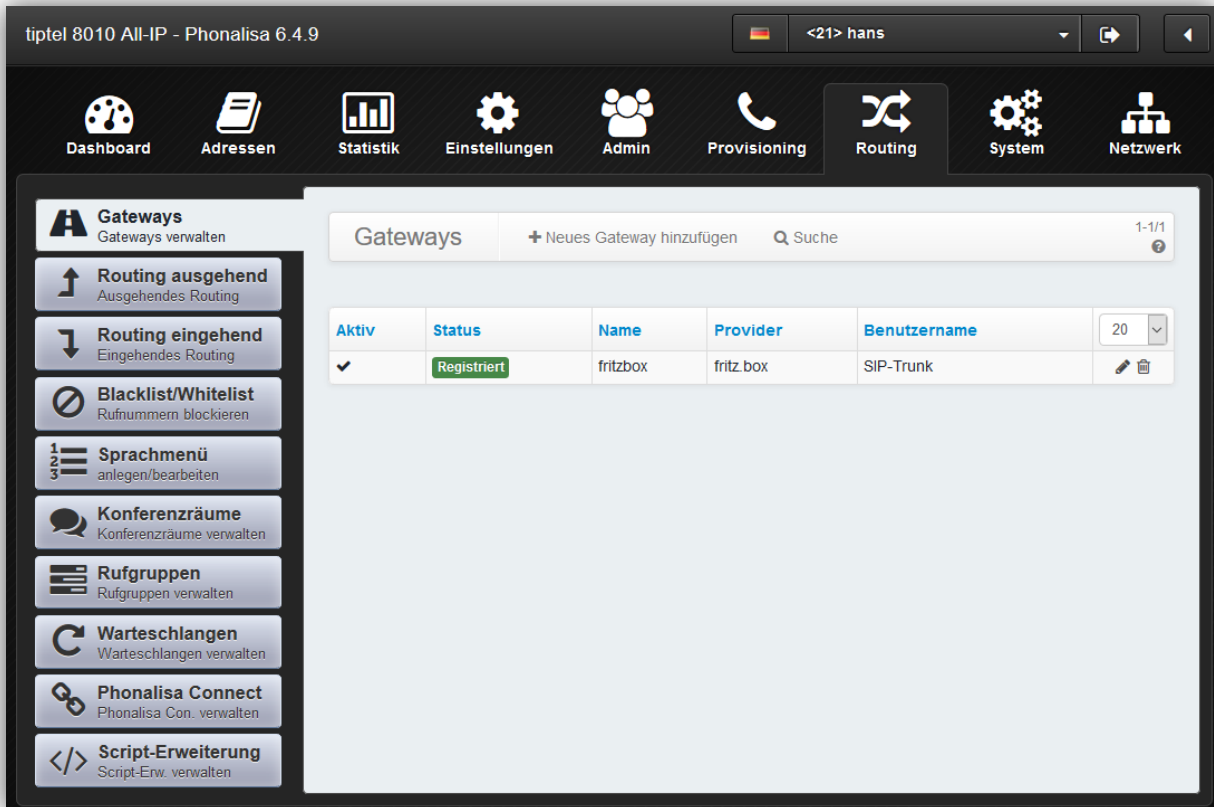 tiptel 8010 All-IP - Phonalisa 6.4.9
<21> hans
Dashboard
Adressen
Statistik
Einstellungen
Admin
Provisioning
Routing
System
Netzwerk
Gateways
Gateways verwalten
Routing ausgehend
Ausgehendes Routing
Routing eingehend
Eingehendes Routing
Blacklist/Whitelist
Rufnummern blockieren
1
2
3
Sprachmenü
anlegen/bearbeiten
Konferenzräume
Konferenzräume verwalten
Rufgruppen
Rufgruppen verwalten
Warteschlangen
Warteschlangen verwalten
Phonalisa Connect
Phonalisa Con. verwalten
</> Script-Erweiterung
Script-Erw. verwalten
Gateways
Neues Gateway hinzufügen
Suche
1-1/1
Aktiv Status Name Provider Benutzername 20
Registriert fritzbox fritz.box SIP-Trunk